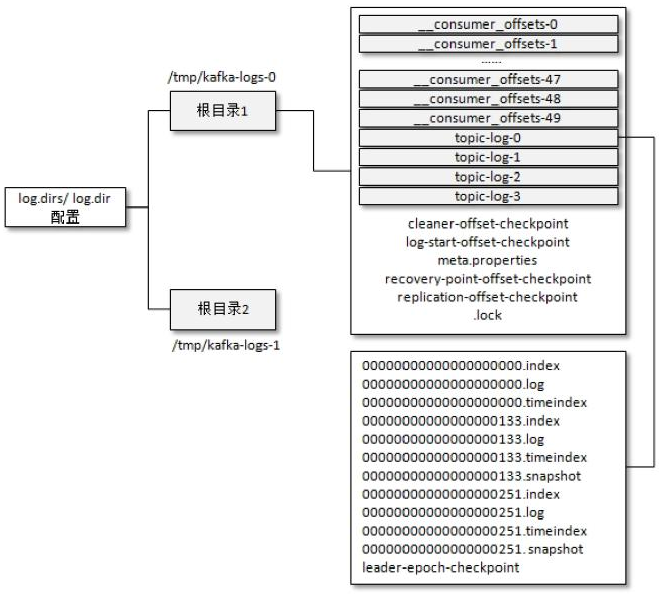 log.dirs/ log.dir
配置
/tmp/kafka-logs-0
根目录1
根目录2
/tmp/kafka-logs-1
__consumer_offsets-0
__consumer_offsets-1
……
__consumer_offsets-47
__consumer_offsets-48
__consumer_offsets-49
topic-log-0
topic-log-1
topic-log-2
topic-log-3
cleaner-offset-checkpoint
log-start-offset-checkpoint
meta.properties
recovery-point-offset-checkpoint
replication-offset-checkpoint
.lock
00000000000000000000.index
00000000000000000000.log
00000000000000000000.timeindex
00000000000000000133.index
00000000000000000133.log
00000000000000000133.timeindex
00000000000000000133.snapshot
00000000000000000251.index
00000000000000000251.log
00000000000000000251.timeindex
00000000000000000251. snapshot
leader-epoch-checkpoint